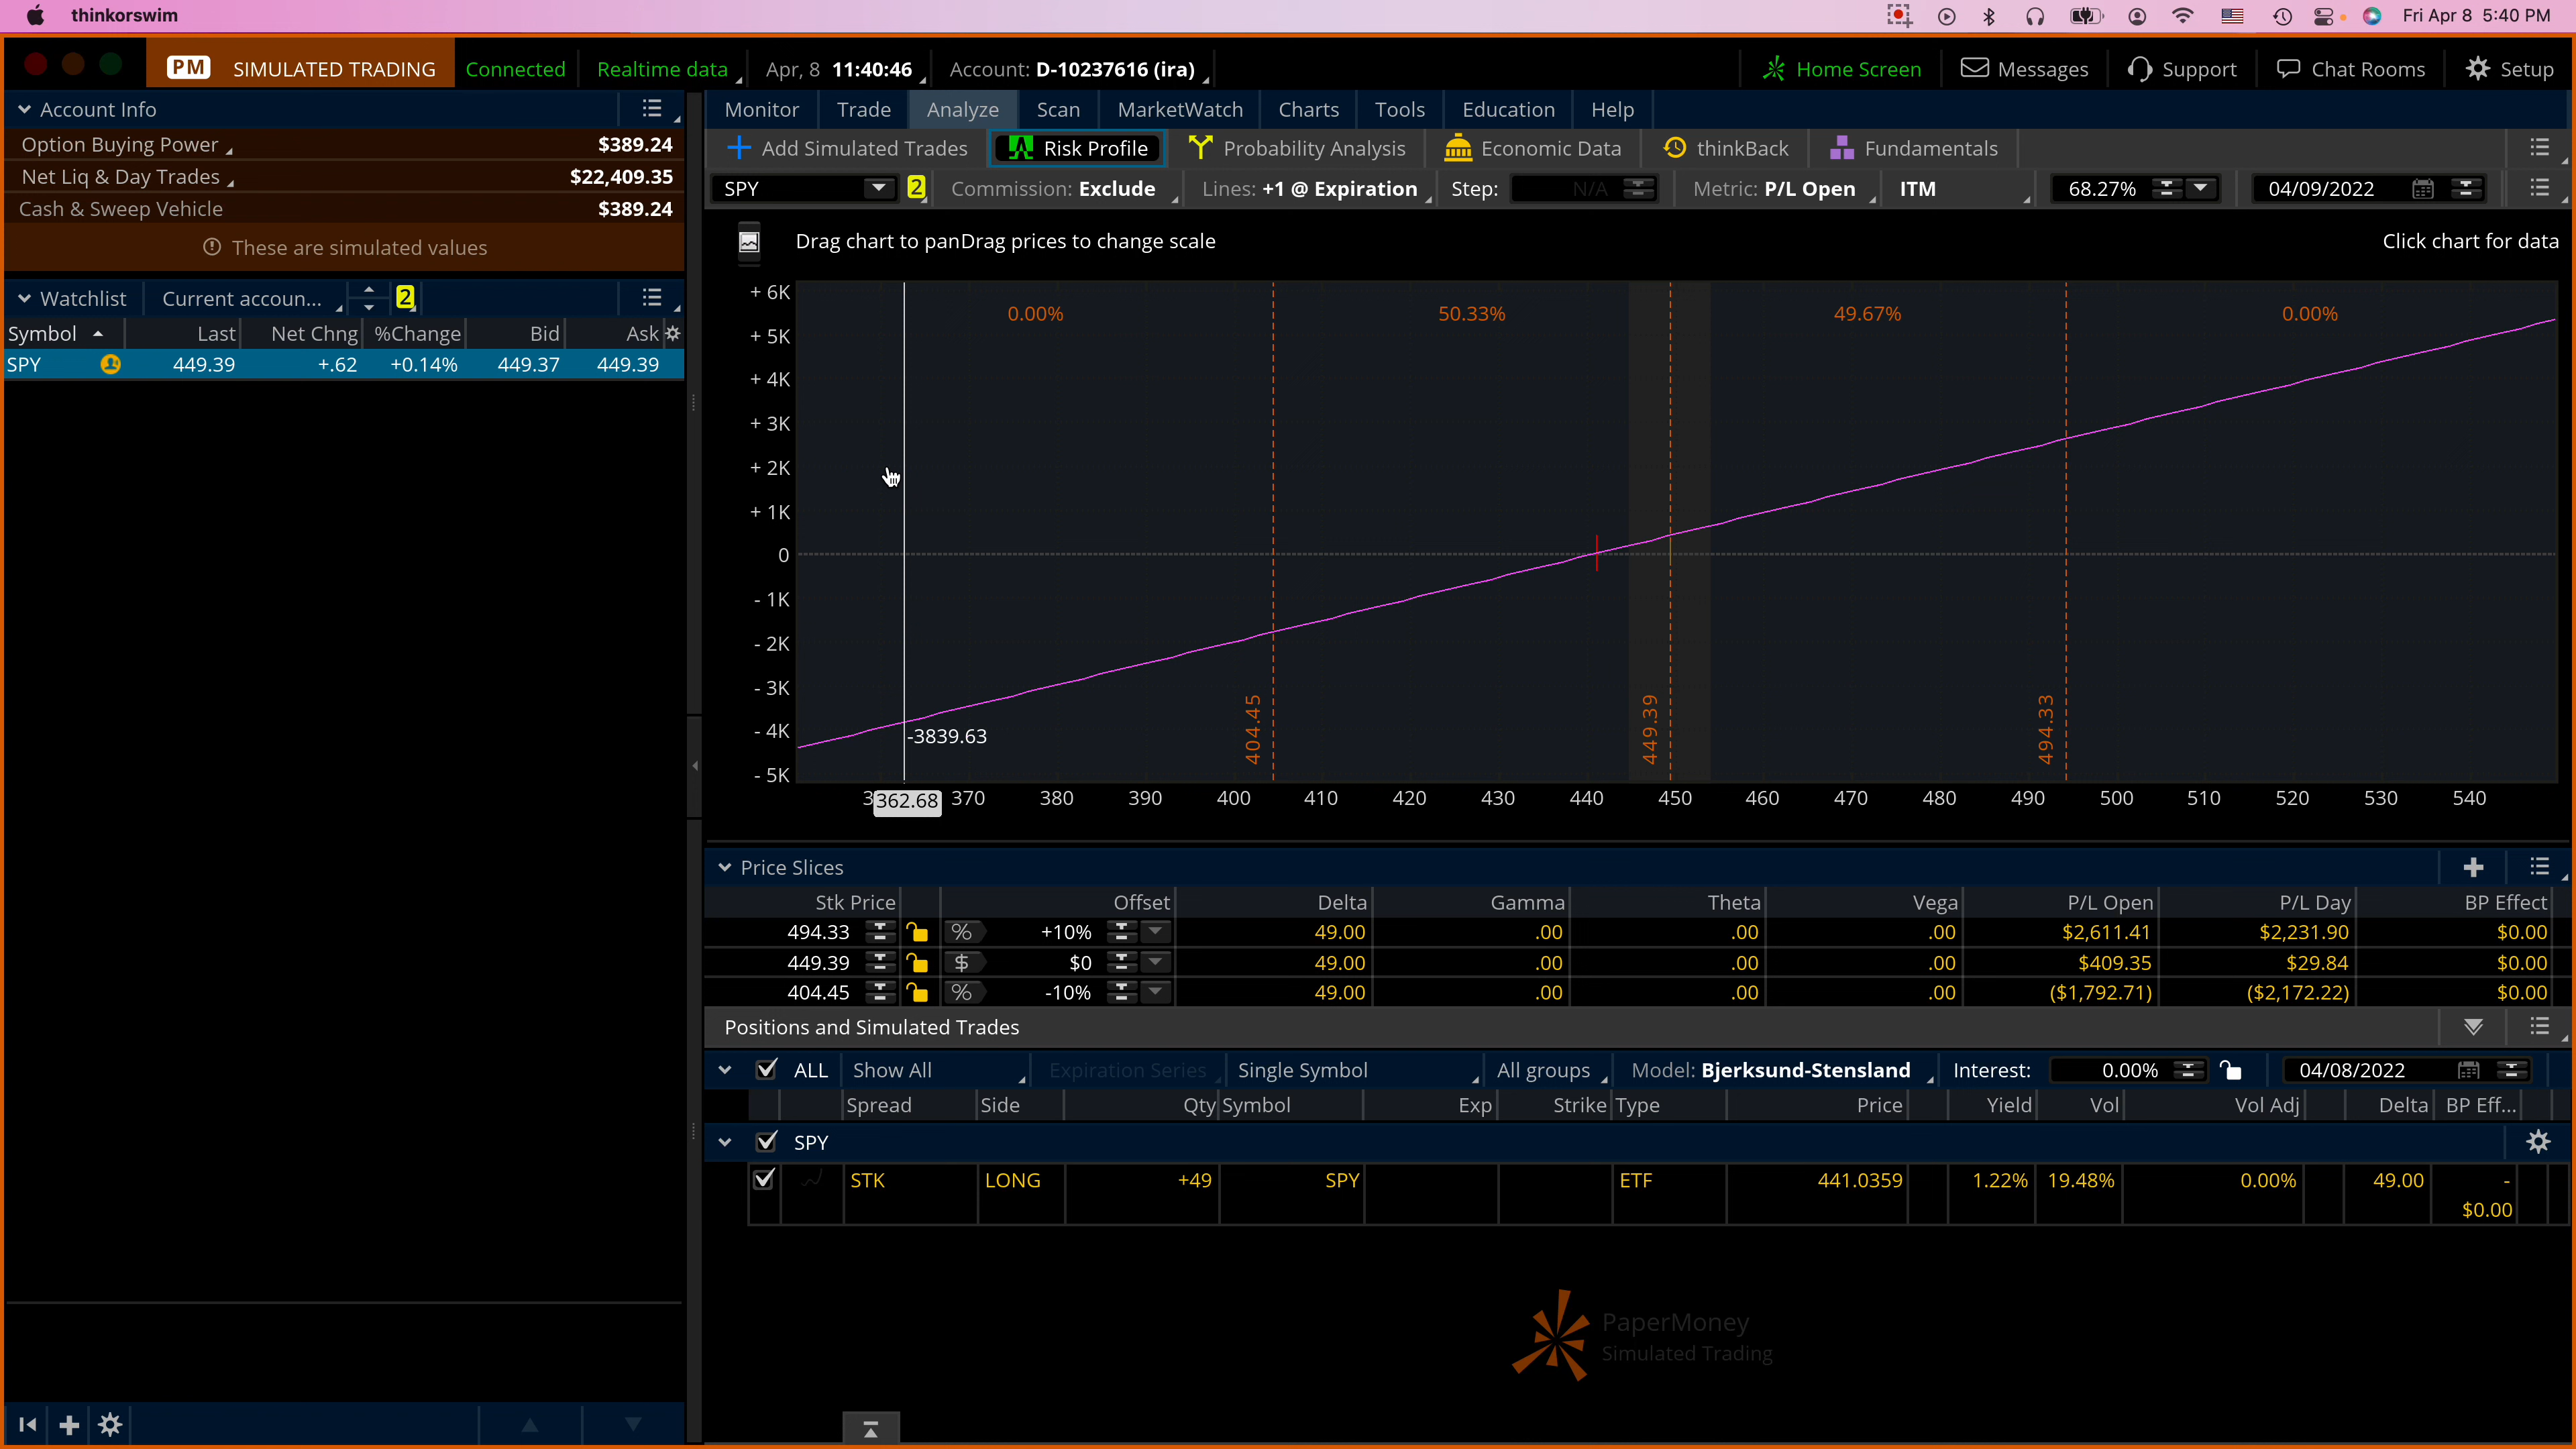 thinkorswim
Fri Apr 8 5:40 PM
PM SIMULATED TRADING Connected Realtime data Apr, 8 11:40:46 Account: D-10237616 (ira) Home Screen Messages Support Chat Rooms Setup
Account Info
Option Buying Power $389.24
Net Liq & Day Trades $22,409.35
Cash & Sweep Vehicle $389.24
These are simulated values
Watchlist Current accoun... 2
Symbol Last Net Chng %Change Bid Ask
SPY 449.39 +.62 +0.14% 449.37 449.39
Monitor Trade Analyze Scan MarketWatch Charts Tools Education Help
Add Simulated Trades Risk Profile Probability Analysis Economic Data thinkBack Fundamentals
SPY 2 Commission: Exclude Lines: +1 @ Expiration Step: N/A Metric: P/L Open ITM 68.27% 04/09/2022
Drag chart to panDrag prices to change scale Click chart for data
+ 6K
+ 5K
+ 4K
+ 3K
+ 2K
+ 1K
0
- 1K
- 2K
- 3K
- 4K
- 5K
0.00% 50.33% 49.67% 0.00%
-3839.63
404.45 449.39 494.33
3 362.68 370 380 390 400 410 420 430 440 450 460 470 480 490 500 510 520 530 540
Price Slices
Stk Price Offset Delta Gamma Theta Vega P/L Open P/L Day BP Effect
494.33 % +10% 49.00 .00 .00 .00 $2,611.41 $2,231.90 $0.00
449.39 $ $0 49.00 .00 .00 .00 $409.35 $29.84 $0.00
404.45 % -10% 49.00 .00 .00 .00 ($1,792.71) ($2,172.22) $0.00
Positions and Simulated Trades
ALL Show All Expiration Series Single Symbol All groups Model: Bjerksund-Stensland Interest: 0.00% 04/08/2022
Spread Side Qty Symbol Exp Strike Type Price Yield Vol Vol Adj Delta BP Eff...
SPY
STK LONG +49 SPY ETF 441.0359 1.22% 19.48% 0.00% 49.00 -
$0.00
PaperMoney
Simulated Trading